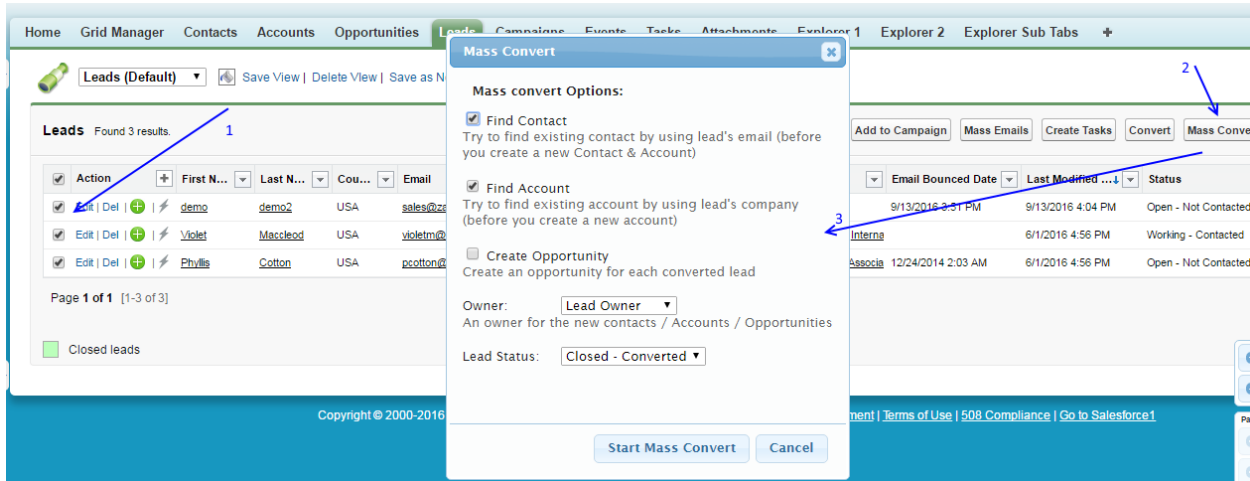 Home Grid Manager Contacts Accounts Opportunities Leads Campaigns Events Tasks Attachments Explorer 1 Explorer 2 Explorer Sub Tabs +
Mass Convert
Leads (Default) Save View | Delete View | Save as N
2
Mass convert Options:
Leads Found 3 results.
1
Find Contact
Try to find existing contact by using lead's email (before
you create a new Contact & Account)
Add to Campaign Mass Emails Create Tasks Convert Mass Conve
Action First N... Last N... Cou... Email Email Bounced Date Last Modified ... Status
Find Account
Try to find existing account by using lead's company
(before you create a new account)
3
Edit | Del | demo demo2 USA sales@za 9/13/2016 3:31 PM 9/13/2016 4:04 PM Open - Not Contacted
Edit | Del | Violet Maccleod USA violetm@ Interna 6/1/2016 4:56 PM Working - Contacted
Edit | Del | Phyllis Cotton USA pcotton@ Associa 12/24/2014 2:03 AM 6/1/2016 4:56 PM Open - Not Contacted
Create Opportunity
Create an opportunity for each converted lead
Page 1 of 1 [1-3 of 3]
Owner: Lead Owner
An owner for the new contacts / Accounts / Opportunities
Closed leads
Lead Status: Closed - Converted
Copyright © 2000-2016 ment | Terms of Use | 508 Compliance | Go to Salesforce1
Pa
Start Mass Convert Cancel